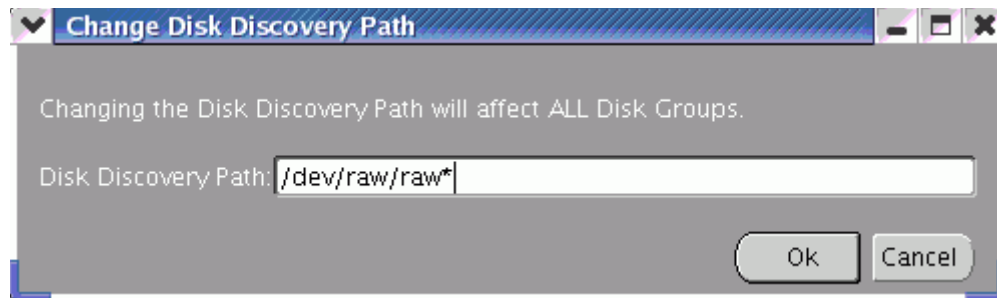 Change Disk Discovery Path
Changing the Disk Discovery Path will affect ALL Disk Groups.
Disk Discovery Path: /dev/raw/raw*
Ok Cancel